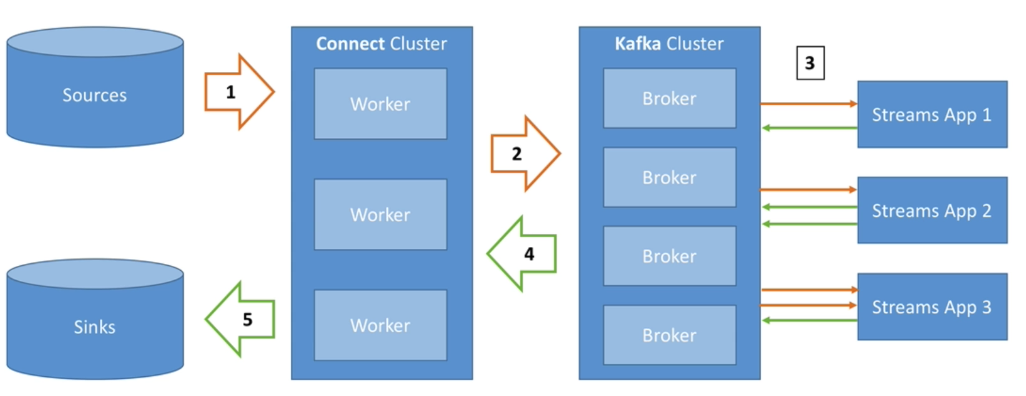 Sources
1
Connect Cluster
Worker
Worker
Worker
2
4
Kafka Cluster
Broker
Broker
Broker
Broker
3
Streams App 1
Streams App 2
Streams App 3
Sinks
5